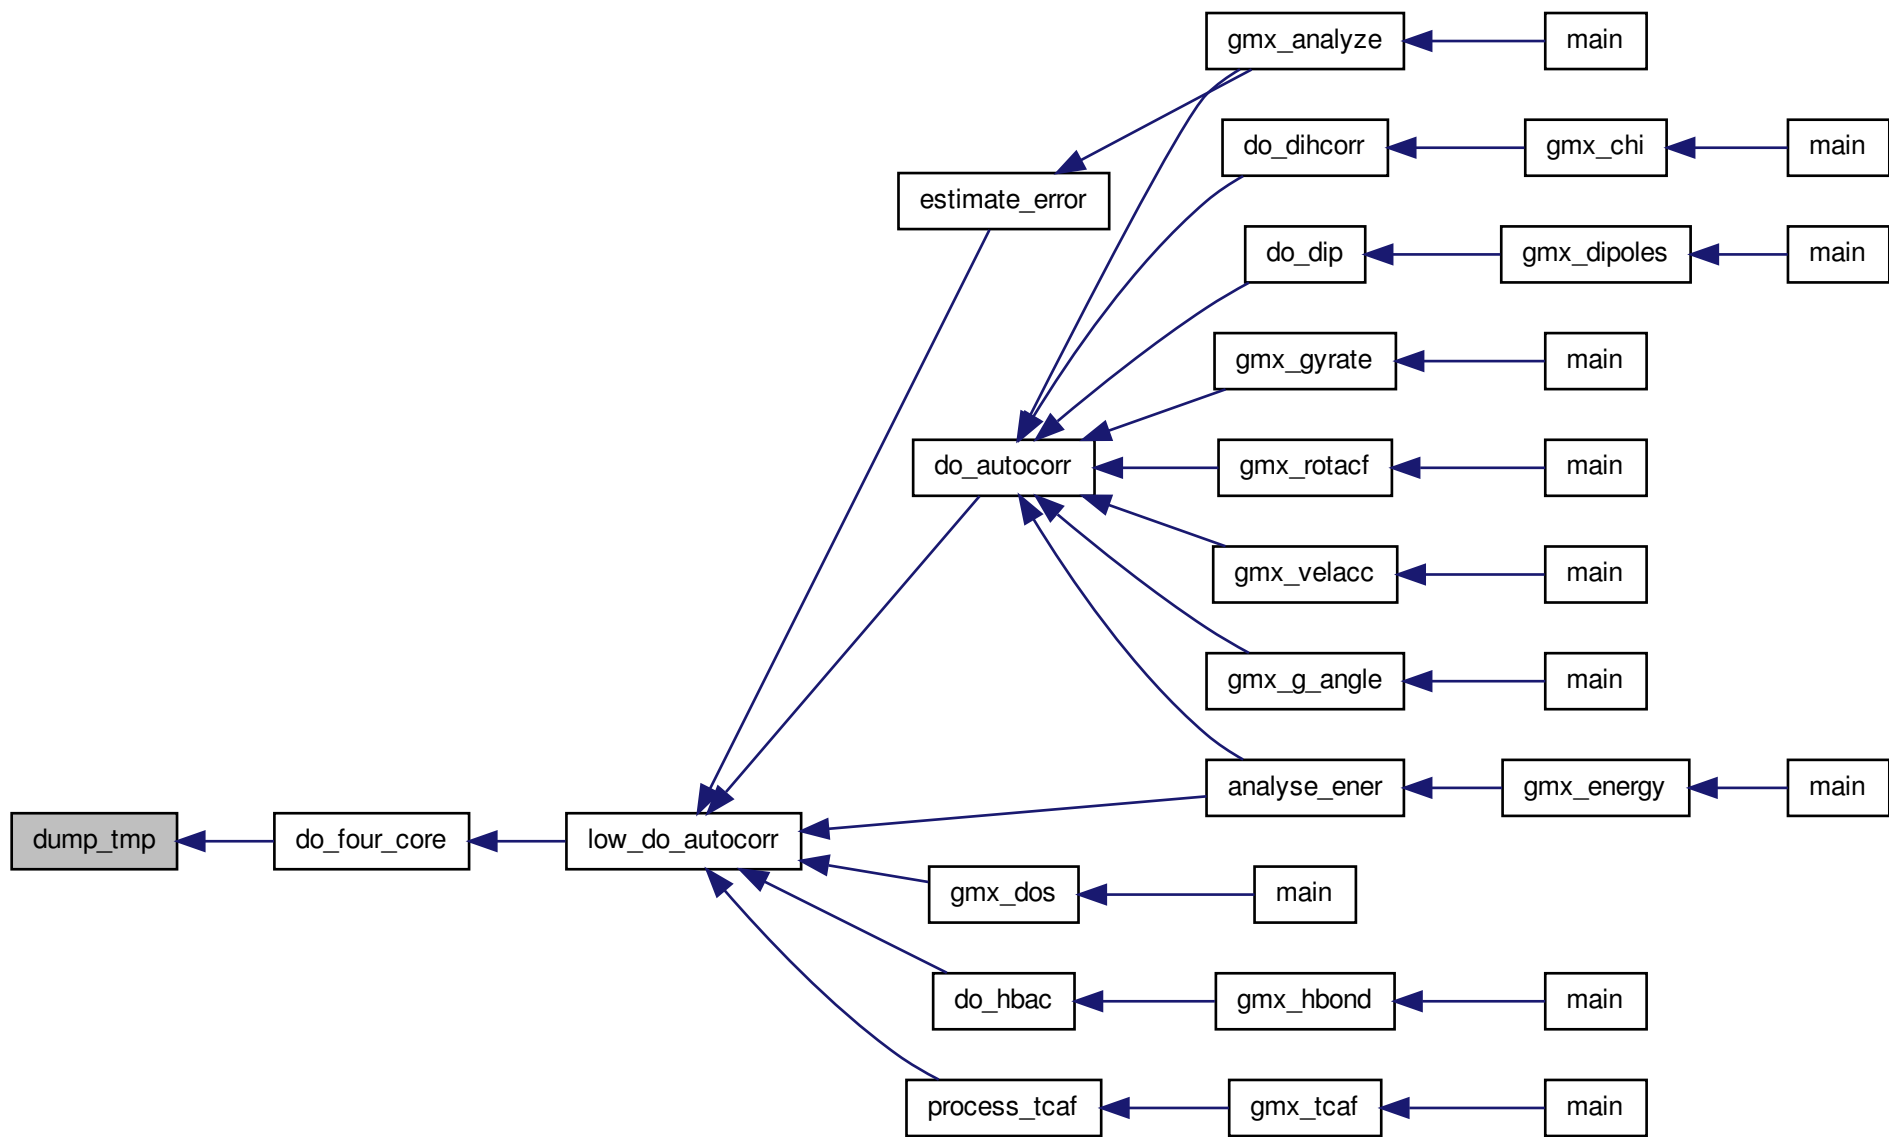 gmx_analyze
main
do_dihcorr
gmx_chi
main
estimate_error
do_dip
gmx_dipoles
main
gmx_gyrate
main
do_autocorr
gmx_rotacf
main
gmx_velacc
main
gmx_g_angle
main
analyse_ener
gmx_energy
main
dump_tmp
do_four_core
low_do_autocorr
gmx_dos
main
do_hbac
gmx_hbond
main
process_tcaf
gmx_tcaf
main